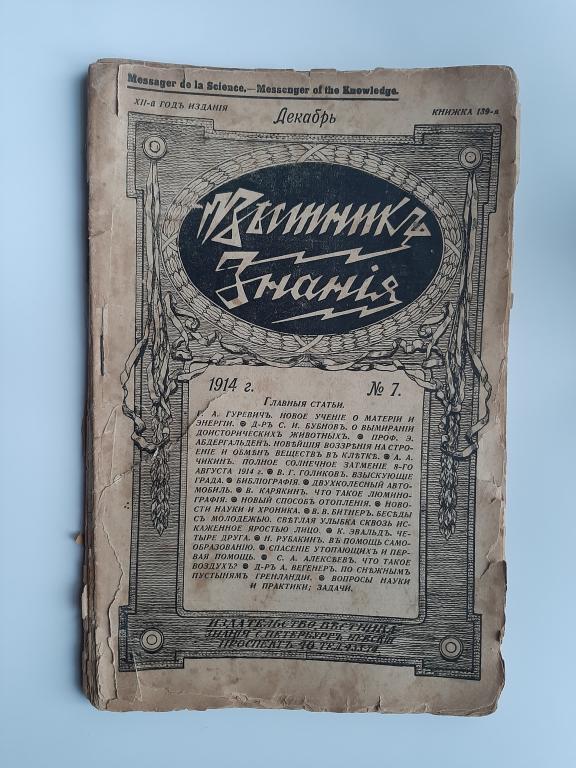 Messager de la Science.—Messenger of the Knowledge.
XII-й ГОДЪ ИЗДАНІЯ
Декабрь
КНИЖКА 139-я
Вѣстникъ
Знанія
1914 г. № 7.
Главныя статьи.
Г. А. ГУРЕВИЧЪ. НОВОЕ УЧЕНІЕ О МАТЕРІИ И
ЭНЕРГІИ. Д-РЪ С. И. БУБНОВЪ. О ВЫМИРАНІИ
ДОИСТОРИЧЕСКИХЪ ЖИВОТНЫХЪ. ПРОФ. Э.
АБДЕРГАЛЬДЕНЪ. НОВѢЙШІЯ ВОЗЗРѢНІЯ НА СТРО-
ЕНІЕ И ОБМѢНЪ ВЕЩЕСТВЪ ВЪ КЛѢТКѢ. А. А.
ЧИКИНЪ. ПОЛНОЕ СОЛНЕЧНОЕ ЗАТМЕНІЕ 8-ГО
АВГУСТА 1914 г. В. Г. ГОЛИКОВЪ. ВЗЫСКУЮЩІЕ
ГРАДА. БИБЛІОГРАФІЯ. ДВУХКОЛЕСНЫЙ АВТО-
МОБИЛЬ. В. КАРЯКИНЪ. ЧТО ТАКОЕ ЛЮМИНО-
ГРАФІЯ. НОВЫЙ СПОСОБЪ ОТОПЛЕНІЯ. НОВО-
СТИ НАУКИ И ХРОНИКА. В. В. БИТНЕРЪ. БЕСѢДЫ
СЪ МОЛОДЕЖЬЮ. СВѢТЛАЯ УЛЫБКА СКВОЗЬ ИС-
КАЖЕННОЕ ЯРОСТЬЮ ЛИЦО. К. ЭВАЛЬДЪ. ЧЕ-
ТЫРЕ ДРУГА. Н. РУБАКИНЪ. ВЪ ПОМОЩЬ САМО-
ОБРАЗОВАНІЮ. СПАСЕНІЕ УТОПАЮЩИХЪ И ПЕР-
ВАЯ ПОМОЩЬ. С. А. АЛЕКСѢЕВЪ. ЧТО ТАКОЕ
ВОЗДУХЪ? Д-РЪ А. ВЕГЕНЕРЪ. ПО СНѢЖНЫМЪ
ПУСТЫНЯМЪ ГРЕНЛАНДІИ. ВОПРОСЫ НАУКИ
И ПРАКТИКИ; ЗАДАЧИ.
ИЗДАТЕЛЬСТВО ВѢСТНИКА
ЗНАНІЯ С.ПЕТЕРБУРГЪ НЕВСКІЙ
ПРОСПЕКТЪ 40 ТЕЛ